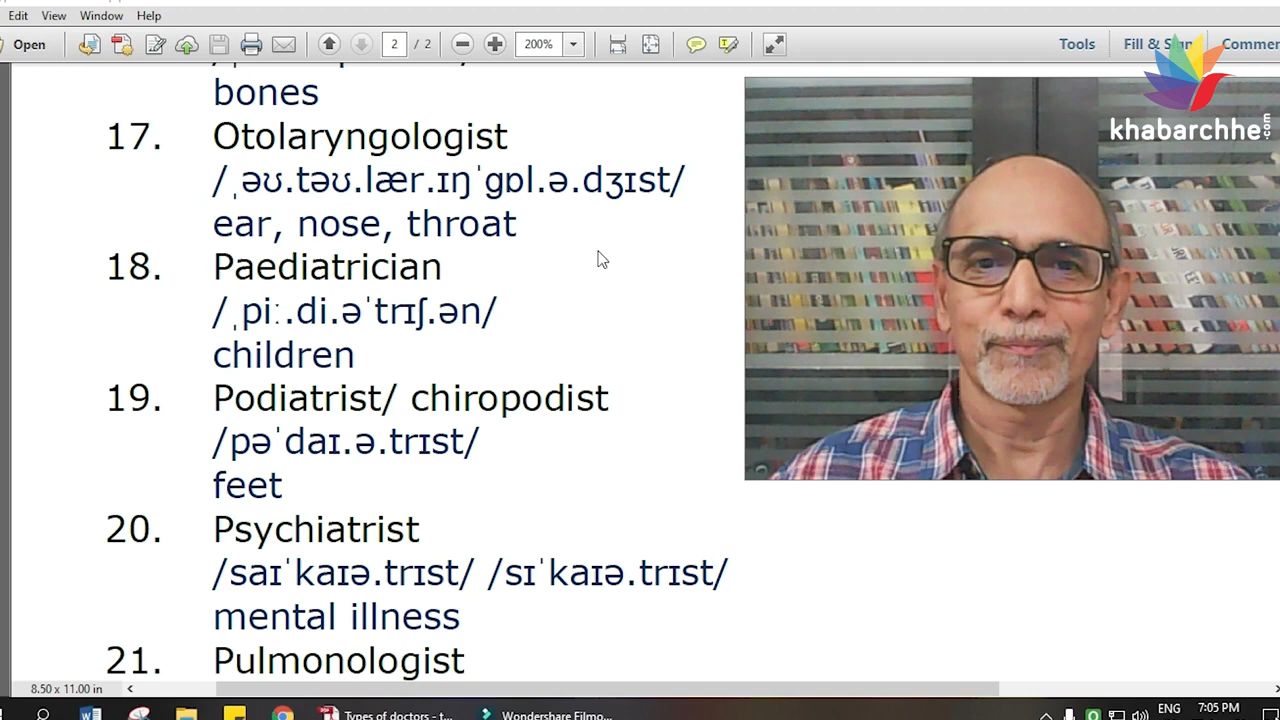 Edit View Window Help
Open 2 / 2 200% Tools Fill & Sign Commen
khabarchhe.com
bones
17. Otolaryngologist
/ˌəʊ.təʊ.lær.ɪŋˈɡɒl.ə.dʒɪst/
ear, nose, throat
18. Paediatrician
/ˌpiː.di.əˈtrɪʃ.ən/
children
19. Podiatrist/ chiropodist
/pəˈdaɪ.ə.trɪst/
feet
20. Psychiatrist
/saɪˈkaɪə.trɪst/ /sɪˈkaɪə.trɪst/
mental illness
21. Pulmonologist
8.50 x 11.00 in
Types of doctors - t... Wondershare Filmo... ENG 7:05 PM